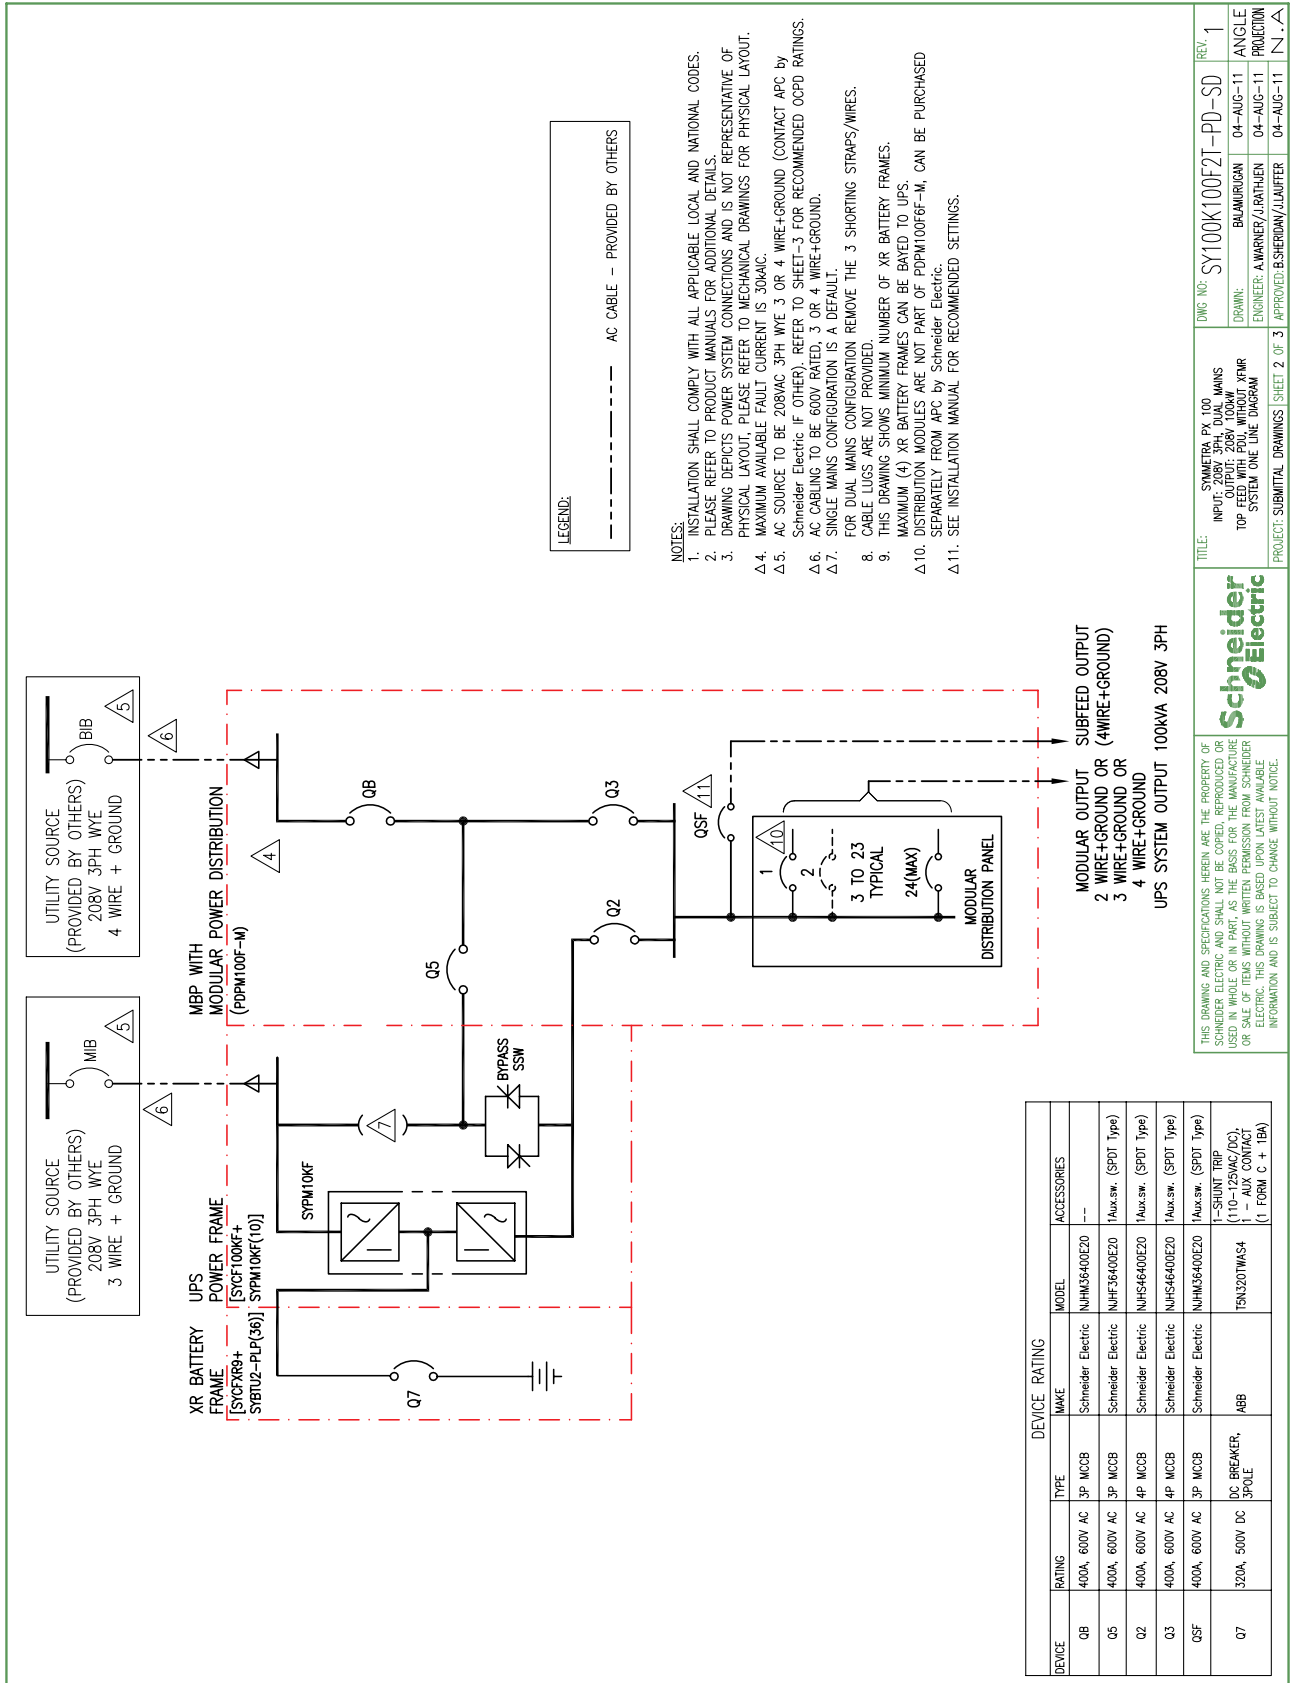 UTILITY SOURCE
(PROVIDED BY OTHERS)
208V 3PH WYE
3 WIRE + GROUND
MIB
5
6
UTILITY SOURCE
(PROVIDED BY OTHERS)
208V 3PH WYE
4 WIRE + GROUND
BIB
5
6
XR BATTERY
FRAME
[SYCFXR9+
SYBTU2-PLP(36)]
UPS
POWER FRAME
[SYCF100KF+
SYPM10KF(10)]
MBP WITH
MODULAR POWER DISTRIBUTION
(PDPM100F-M)
4
SYPM10KF
7
BYPASS
SSW
Q7
Q5
QB
Q2
Q3
QSF
11
10
1
2
3 TO 23
TYPICAL
24(MAX)
MODULAR
DISTRIBUTION PANEL
MODULAR OUTPUT
2 WIRE+GROUND OR
3 WIRE+GROUND OR
4 WIRE+GROUND
SUBFEED OUTPUT
(4WIRE+GROUND)
UPS SYSTEM OUTPUT 100kVA 208V 3PH
LEGEND:
AC CABLE - PROVIDED BY OTHERS
NOTES:
1. INSTALLATION SHALL COMPLY WITH ALL APPLICABLE LOCAL AND NATIONAL CODES.
2. PLEASE REFER TO PRODUCT MANUALS FOR ADDITIONAL DETAILS.
3. DRAWING DEPICTS POWER SYSTEM CONNECTIONS AND IS NOT REPRESENTATIVE OF
PHYSICAL LAYOUT, PLEASE REFER TO MECHANICAL DRAWINGS FOR PHYSICAL LAYOUT.
△4. MAXIMUM AVAILABLE FAULT CURRENT IS 30kAIC.
△5. AC SOURCE TO BE 208VAC 3PH WYE 3 OR 4 WIRE+GROUND (CONTACT APC by
Schneider Electric IF OTHER). REFER TO SHEET-3 FOR RECOMMENDED OCPD RATINGS.
△6. AC CABLING TO BE 600V RATED, 3 OR 4 WIRE+GROUND.
△7. SINGLE MAINS CONFIGURATION IS A DEFAULT.
FOR DUAL MAINS CONFIGURATION REMOVE THE 3 SHORTING STRAPS/WIRES.
8. CABLE LUGS ARE NOT PROVIDED.
9. THIS DRAWING SHOWS MINIMUM NUMBER OF XR BATTERY FRAMES.
MAXIMUM (4) XR BATTERY FRAMES CAN BE BAYED TO UPS.
△10. DISTRIBUTION MODULES ARE NOT PART OF PDPM100F6F-M, CAN BE PURCHASED
SEPARATELY FROM APC by Schneider Electric.
△11. SEE INSTALLATION MANUAL FOR RECOMMENDED SETTINGS.
DEVICE RATING
DEVICE RATING TYPE MAKE MODEL ACCESSORIES
QB 400A, 600V AC 3P MCCB Schneider Electric NJHM36400E20 --
Q5 400A, 600V AC 3P MCCB Schneider Electric NJHF36400E20 1Aux.sw. (SPDT Type)
Q2 400A, 600V AC 4P MCCB Schneider Electric NJHS46400E20 1Aux.sw. (SPDT Type)
Q3 400A, 600V AC 4P MCCB Schneider Electric NJHS46400E20 1Aux.sw. (SPDT Type)
QSF 400A, 600V AC 3P MCCB Schneider Electric NJHM36400E20 1Aux.sw. (SPDT Type)
Q7 320A, 500V DC DC BREAKER, 3POLE ABB T5N320TWAS4 1-SHUNT TRIP
(110-125VAC/DC),
1 - AUX CONTACT
(1 FORM C + 1BA)
THIS DRAWING AND SPECIFICATIONS HEREIN ARE THE PROPERTY OF
SCHNEIDER ELECTRIC AND SHALL NOT BE COPIED, REPRODUCED OR
USED IN WHOLE OR IN PART, AS THE BASIS FOR THE MANUFACTURE
OR SALE OF ITEMS WITHOUT WRITTEN PERMISSION FROM SCHNEIDER
ELECTRIC. THIS DRAWING IS BASED UPON LATEST AVAILABLE
INFORMATION AND IS SUBJECT TO CHANGE WITHOUT NOTICE.
Schneider
Electric
TITLE:
SYMMETRA PX 100
INPUT: 208V 3PH, DUAL MAINS
OUTPUT: 208V 100kW
TOP FEED WITH PDU, WITHOUT XFMR
SYSTEM ONE LINE DIAGRAM
PROJECT: SUBMITTAL DRAWINGS SHEET 2 OF 3
DWG NO: SY100K100F2T-PD-SD REV. 1
DRAWN: BALAMURUGAN 04-AUG-11
ENGINEER: A.WARNER/J.RATHJEN 04-AUG-11
APPROVED: B.SHERIDAN/J.LAUFFER 04-AUG-11
ANGLE
PROJECTION
N.A